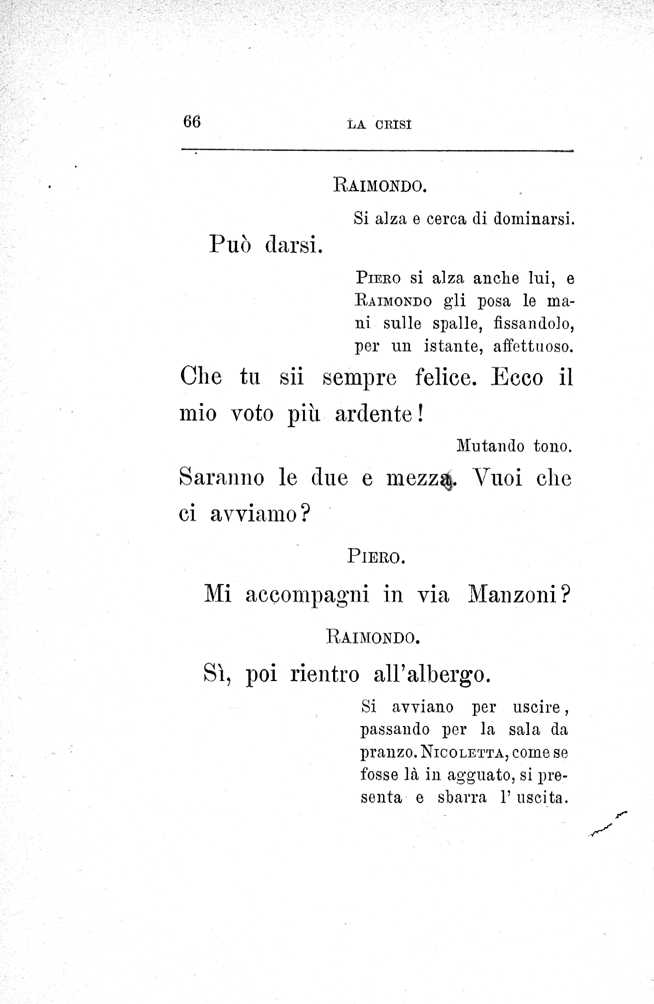 66 LA CRISI
RAIMONDO.
Si alza e cerca di dominarsi.
Può darsi.
PIERO si alza anche lui, e
RAIMONDO gli posa le ma-
ni sulle spalle, fissandolo,
per un istante, affettuoso.
Che tu sii sempre felice. Ecco il
mio voto più ardente!
Mutando tono.
Saranno le due e mezza. Vuoi che
ci avviamo?
PIERO.
Mi accompagni in via Manzoni?
RAIMONDO.
Sì, poi rientro all'albergo.
Si avviano per uscire,
passando per la sala da
pranzo. NICOLETTA, come se
fosse là in agguato, si pre-
senta e sbarra l' uscita.